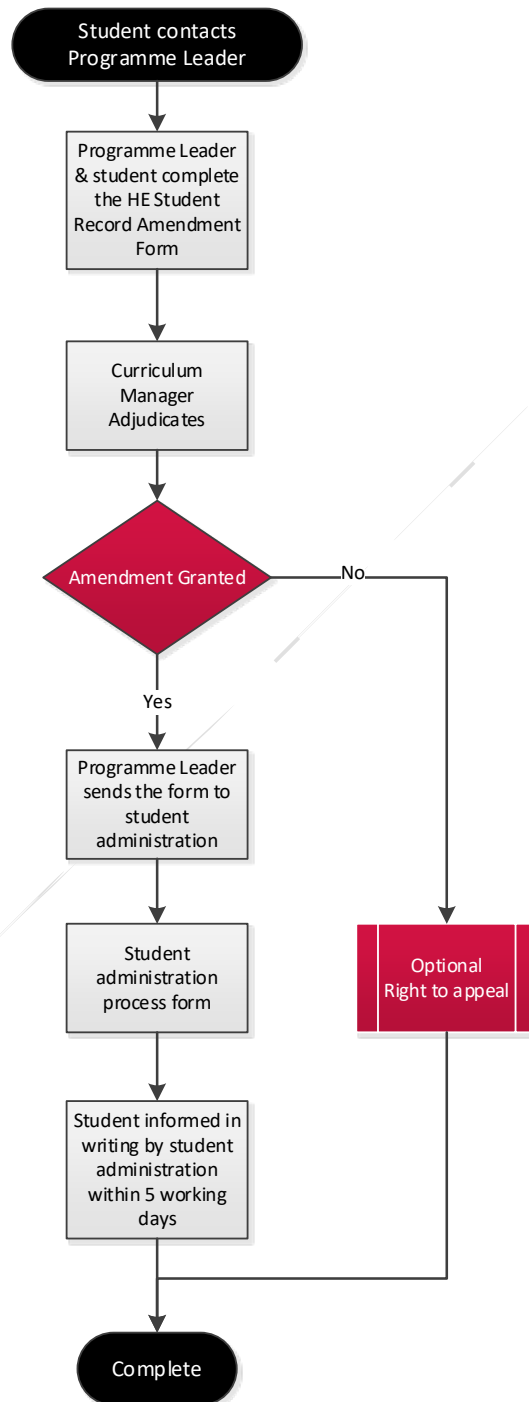 Student contacts
Programme Leader
Programme Leader
& student complete
the HE Student
Record Amendment
Form
Curriculum
Manager
Adjudicates
Amendment Granted
No
Yes
Programme Leader
sends the form to
student
administration
Student
administration
process form
Optional
Right to appeal
Student informed in
writing by student
administration
within 5 working
days
Complete